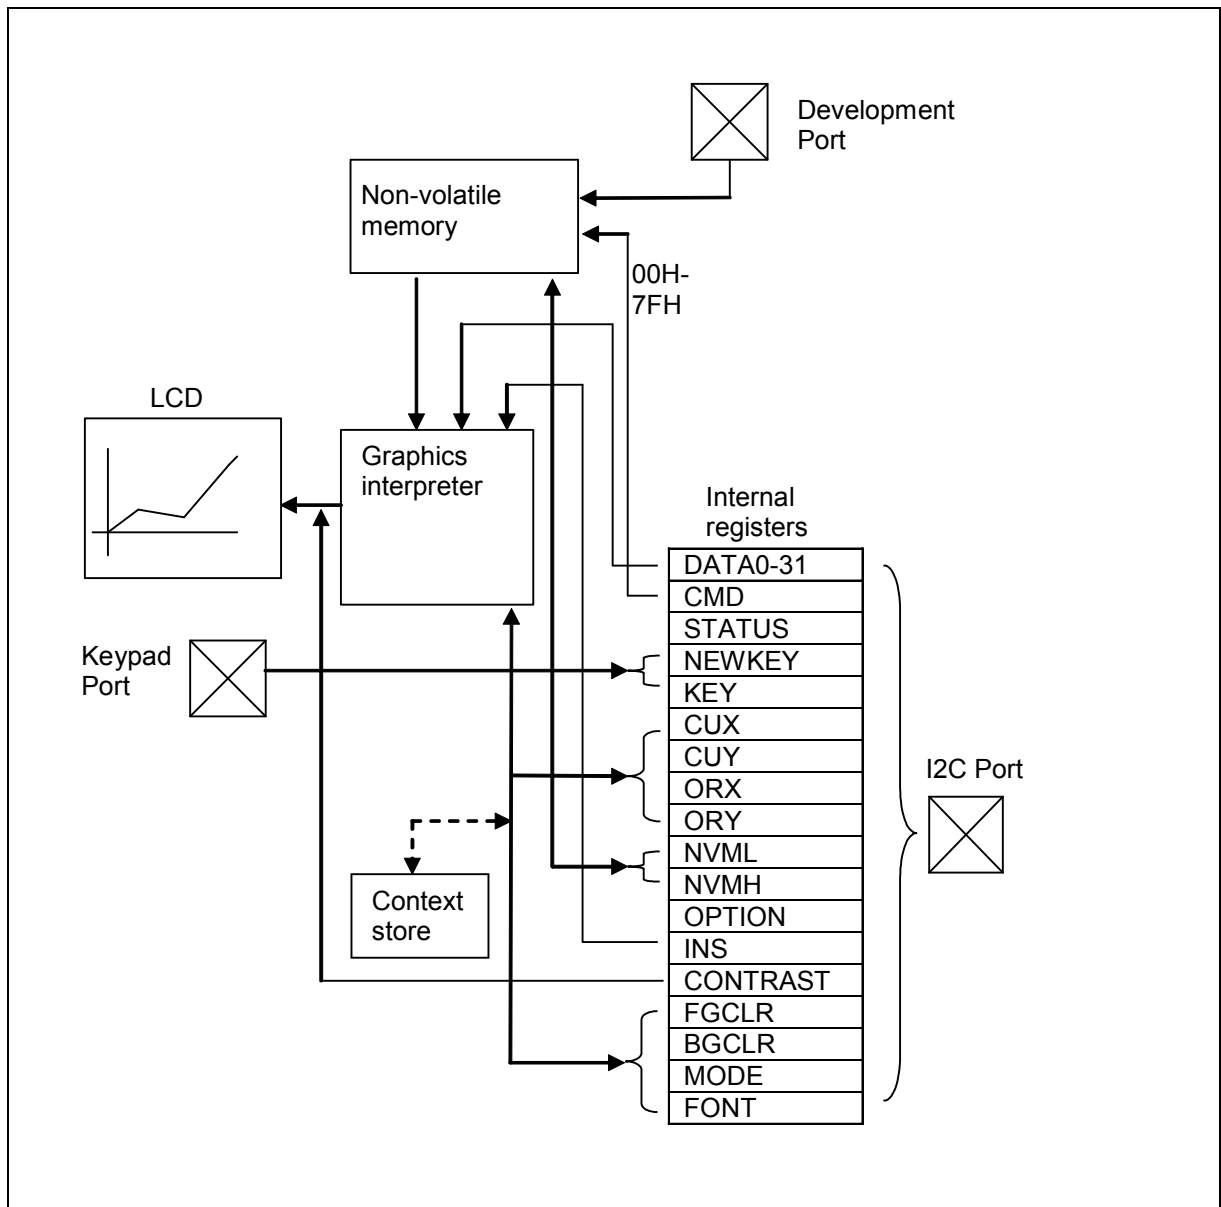 Development
Port
Non-volatile
memory
00H-
7FH
LCD
Graphics
interpreter
Internal
registers
DATA0-31
CMD
STATUS
NEWKEY
KEY
CUX
CUY
ORX
ORY
NVML
NVMH
OPTION
INS
CONTRAST
FGCLR
BGCLR
MODE
FONT
Keypad
Port
I2C Port
Context
store